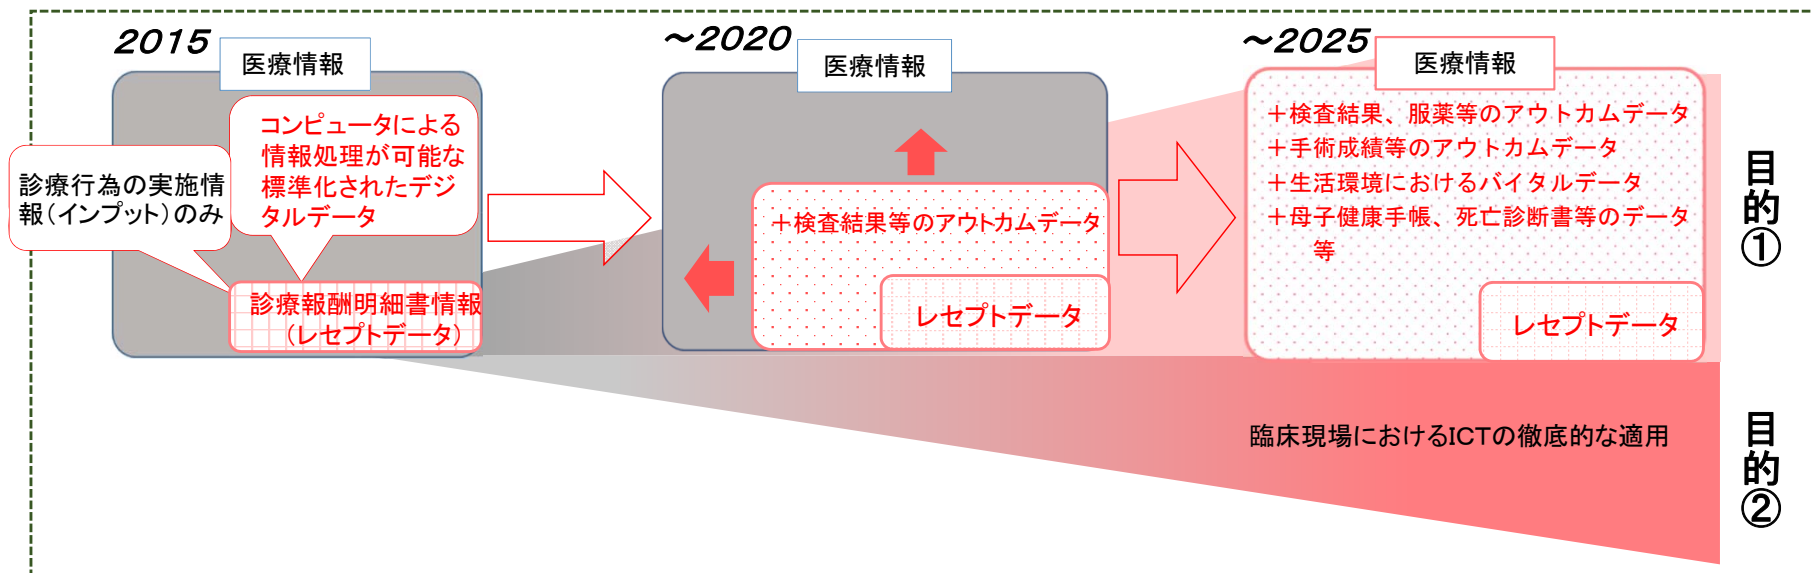 2015
医療情報
コンピュータによる
情報処理が可能な
標準化されたデジ
タルデータ
診療行為の実施情
報(インプット)のみ
診療報酬明細書情報
(レセプトデータ)
～2020
医療情報
＋検査結果等のアウトカムデータ
レセプトデータ
～2025
医療情報
＋検査結果、服薬等のアウトカムデータ
＋手術成績等のアウトカムデータ
＋生活環境におけるバイタルデータ
＋母子健康手帳、死亡診断書等のデータ
等
レセプトデータ
目的①
臨床現場におけるICTの徹底的な適用
目的②